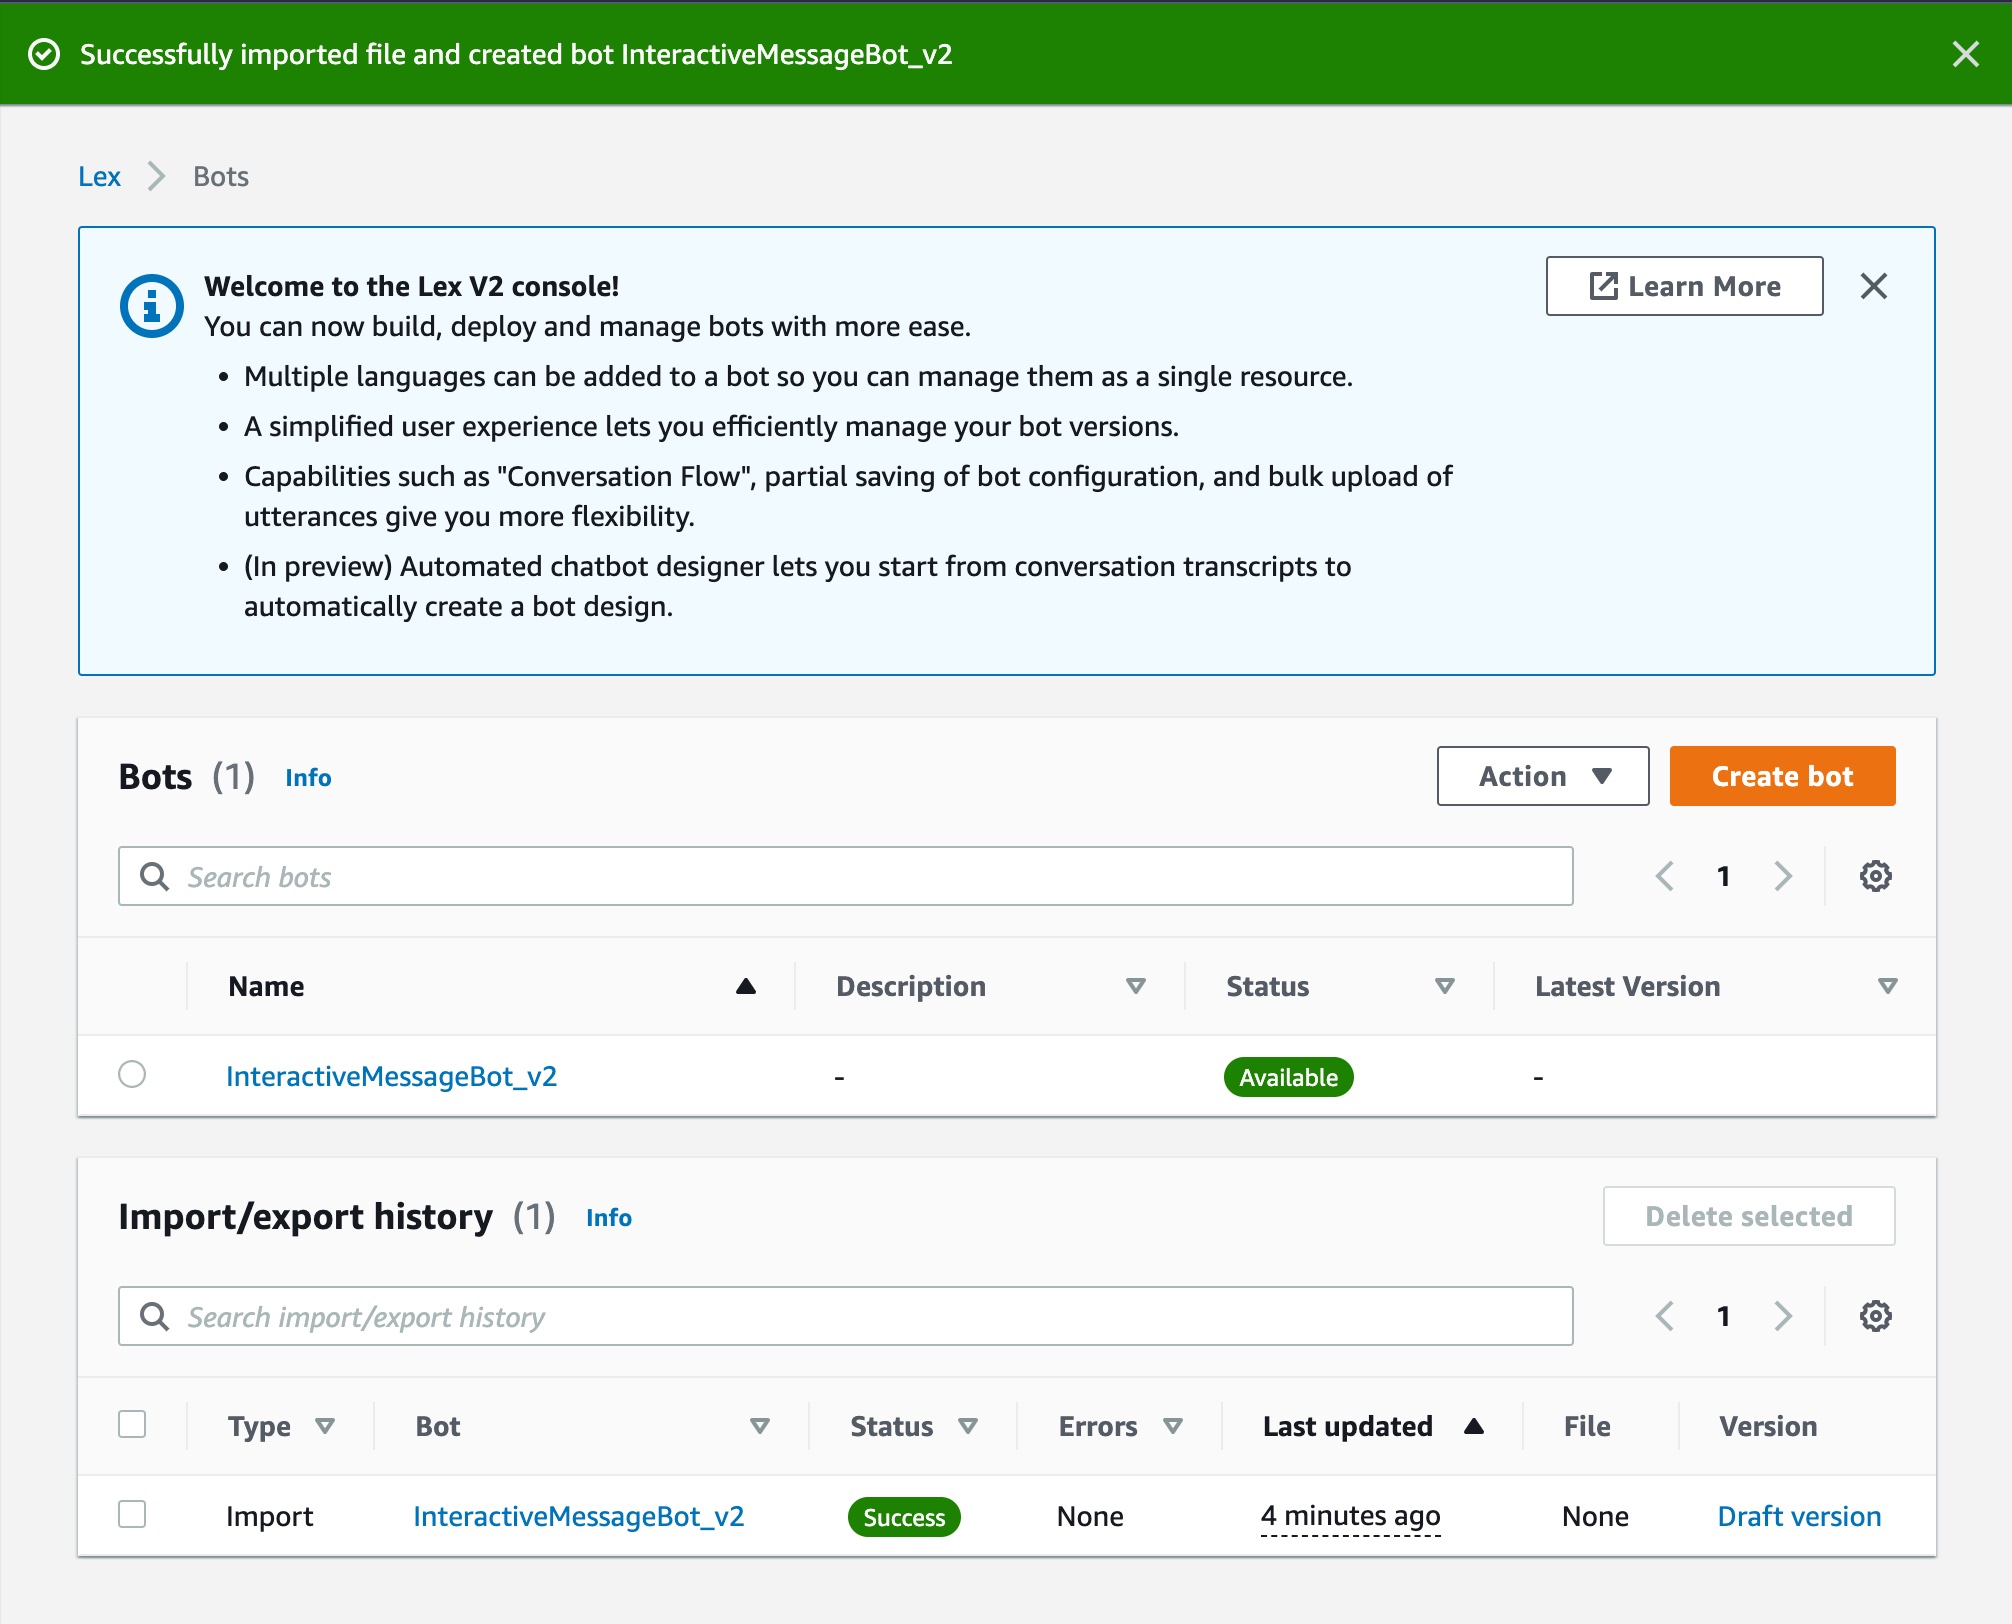 Successfully imported file and created bot InteractiveMessageBot_v2
Lex > Bots
Welcome to the Lex V2 console!
Learn More
You can now build, deploy and manage bots with more ease.
• Multiple languages can be added to a bot so you can manage them as a single resource.
• A simplified user experience lets you efficiently manage your bot versions.
• Capabilities such as "Conversation Flow", partial saving of bot configuration, and bulk upload of
utterances give you more flexibility.
• (In preview) Automated chatbot designer lets you start from conversation transcripts to
automatically create a bot design.
Bots (1) Info
Action
Create bot
Search bots
1
Name Description Status Latest Version
InteractiveMessageBot_v2 - Available -
Import/export history (1) Info
Delete selected
Search import/export history
1
Type Bot Status Errors Last updated File Version
Import InteractiveMessageBot_v2 Success None 4 minutes ago None Draft version